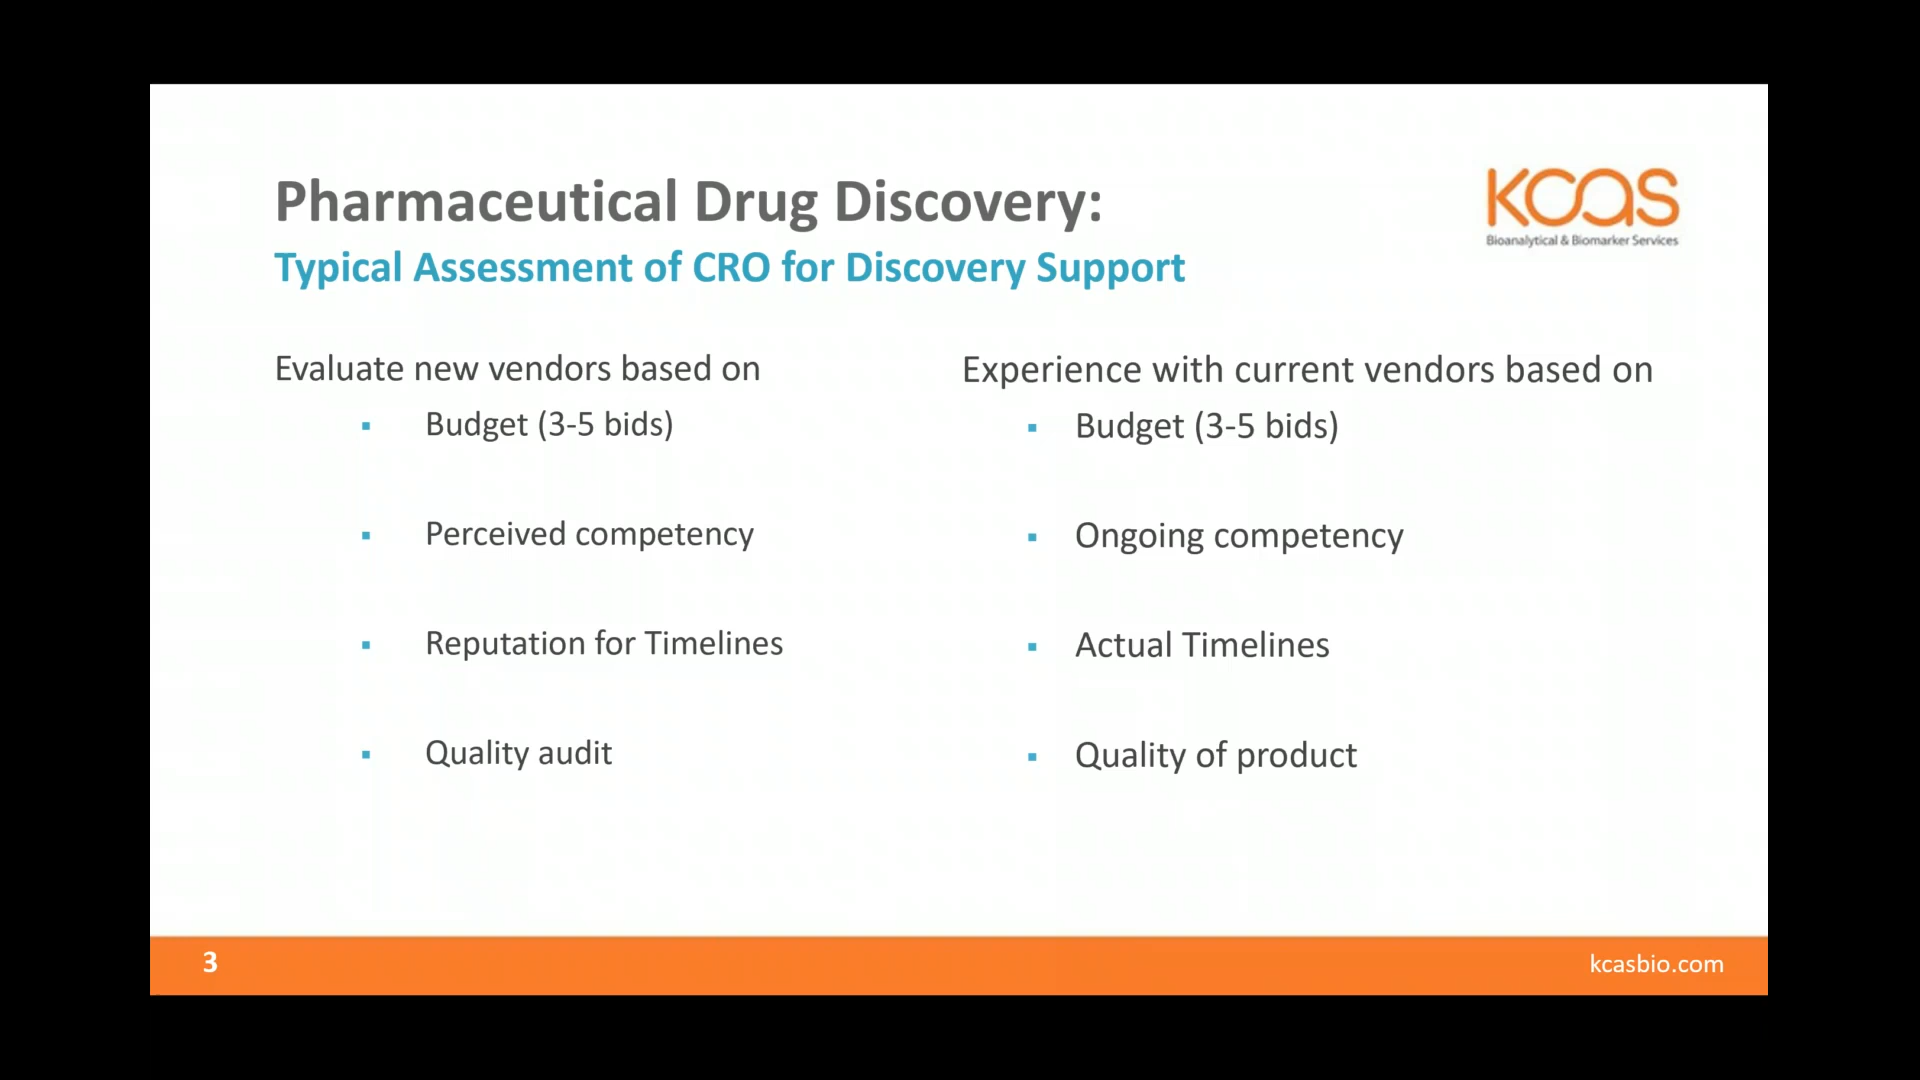 Pharmaceutical Drug Discovery:
Typical Assessment of CRO for Discovery Support
kcas
Bioanalytical & Biomarker Services
Evaluate new vendors based on
▪ Budget (3-5 bids)
▪ Perceived competency
▪ Reputation for Timelines
▪ Quality audit
Experience with current vendors based on
▪ Budget (3-5 bids)
▪ Ongoing competency
▪ Actual Timelines
▪ Quality of product
3
kcasbio.com